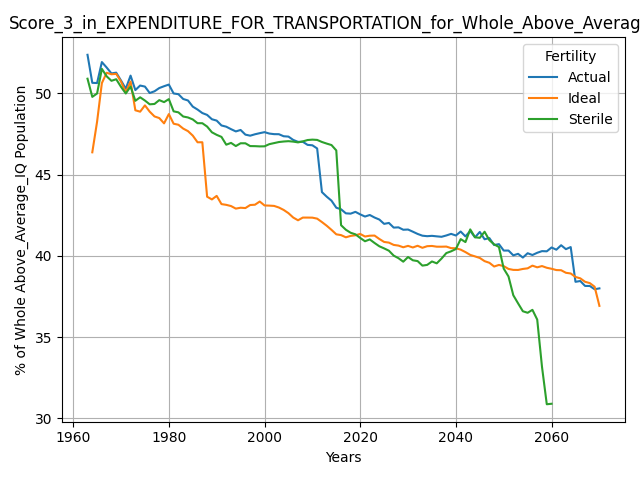 Score_3_in_EXPENDITURE_FOR_TRANSPORTATION_for_Whole_Above_Averag
Fertility
Actual
Ideal
Sterile
% of Whole Above_Average_IQ Population
50
45
40
35
30
1960
1980
2000
2020
2040
2060
Years